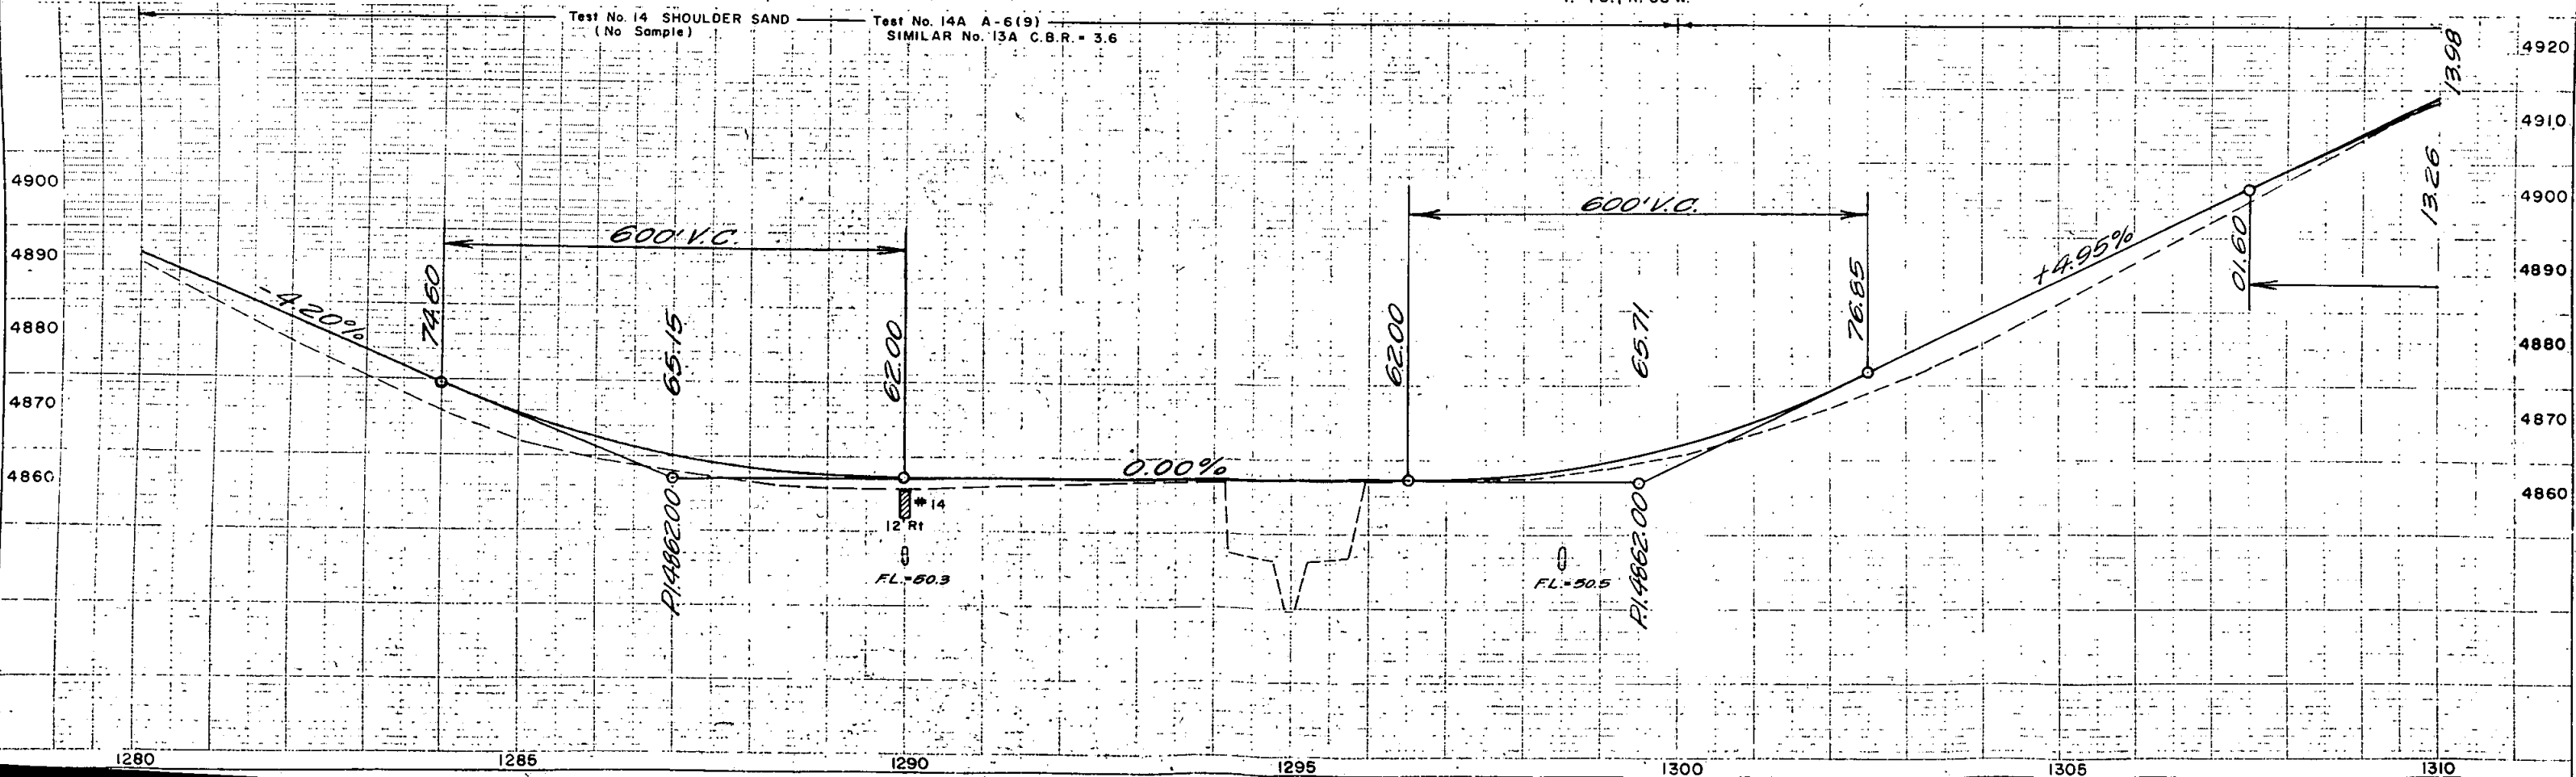 Test No. 14 SHOULDER SAND
(No Sample)
Test No. 14A A-6(9)
SIMILAR No. 13A C.B.R. = 3.6
4920
4910
4900
4890
4880
4870
4860
4900
4890
4880
4870
4860
13.98
13.26
600' V.C.
600' V.C.
-4.20%
74.60
65.15
62.00
0.00%
62.00
65.71
76.85
+4.95%
01.60
P.I.4862.00
#14
12' Rt
F.L.=50.3
F.L.=50.5
P.I.4862.00
1280
1285
1290
1295
1300
1305
1310